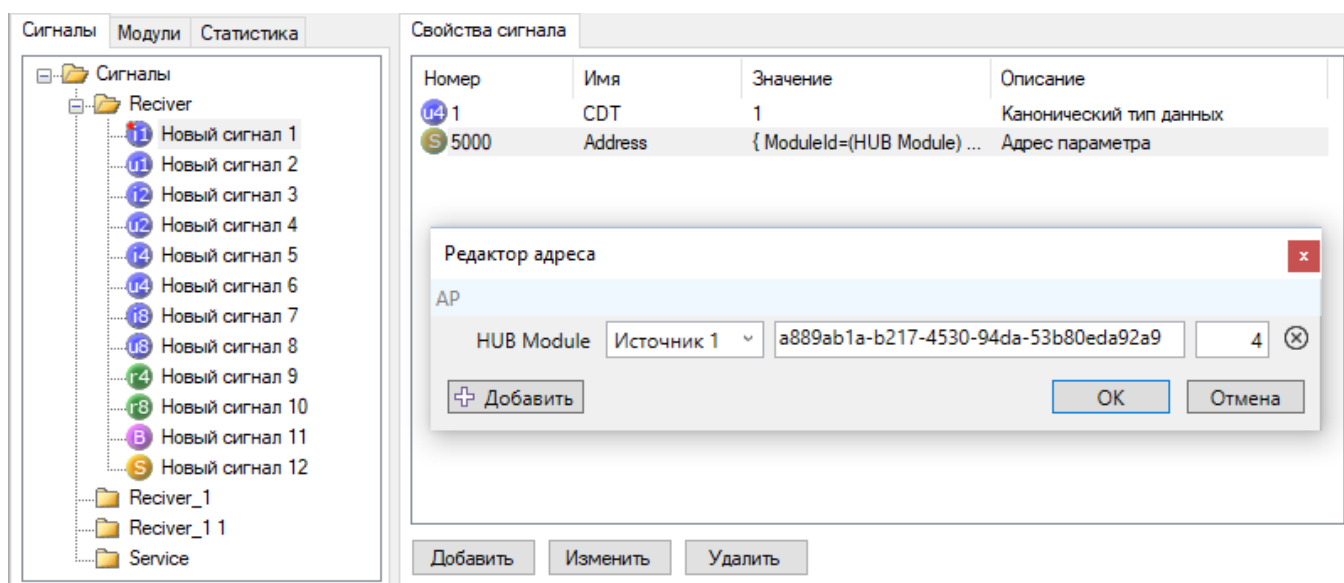 Сигналы Модули Статистика
Сигналы
Reciver
i1 Новый сигнал 1
u1 Новый сигнал 2
i2 Новый сигнал 3
u2 Новый сигнал 4
i4 Новый сигнал 5
u4 Новый сигнал 6
i8 Новый сигнал 7
u8 Новый сигнал 8
r4 Новый сигнал 9
r8 Новый сигнал 10
B Новый сигнал 11
S Новый сигнал 12
Reciver_1
Reciver_1 1
Service
Свойства сигнала
Номер Имя Значение Описание
u4 1 CDT 1 Канонический тип данных
S 5000 Address { ModuleId=(HUB Module) ... Адрес параметра
Редактор адреса x
AP
HUB Module Источник 1 a889ab1a-b217-4530-94da-53b80eda92a9 4
Добавить OK Отмена
Добавить Изменить Удалить